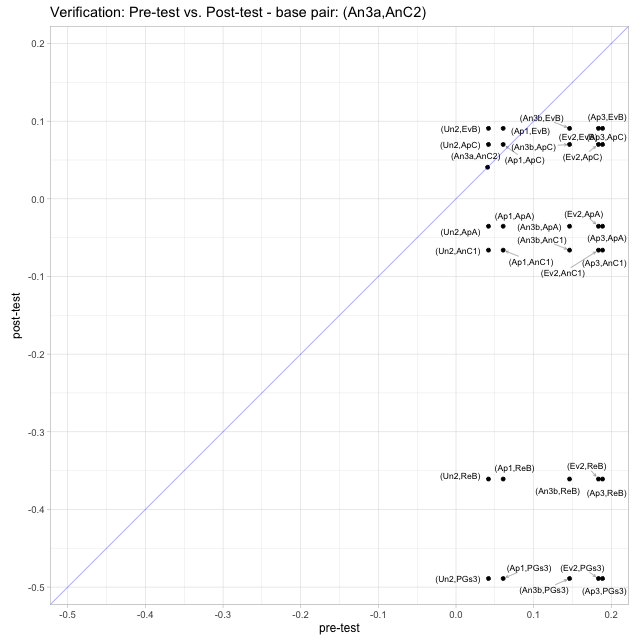 Verification: Pre-test vs. Post-test - base pair: (An3a,AnC2)
0.2
(An3b,EvB)
(Ap3,EvB)
0.1
(Un2,EvB)
(Ap1,EvB)
(Ev2,EvB)
(Ap3,ApC)
(Un2,ApC)
(An3b,ApC)
(An3a,AnC2)
(Ap1,ApC)
(Ev2,ApC)
0.0
(Ap1,ApA)
(Ev2,ApA)
(Un2,ApA)
(An3b,ApA)
(An3b,AnC1)
(Ap3,ApA)
(Un2,AnC1)
(Ap1,AnC1)
(Ap3,AnC1)
(Ev2,AnC1)
-0.1
post-test
-0.2
-0.3
(Ap1,ReB)
(Ev2,ReB)
(Un2,ReB)
(An3b,ReB)
(Ap3,ReB)
-0.4
(Ap1,PGs3)
(Ev2,PGs3)
(Un2,PGs3)
-0.5
(An3b,PGs3)
(Ap3,PGs3)
-0.5
-0.4
-0.3
-0.2
-0.1
0.0
0.1
0.2
pre-test